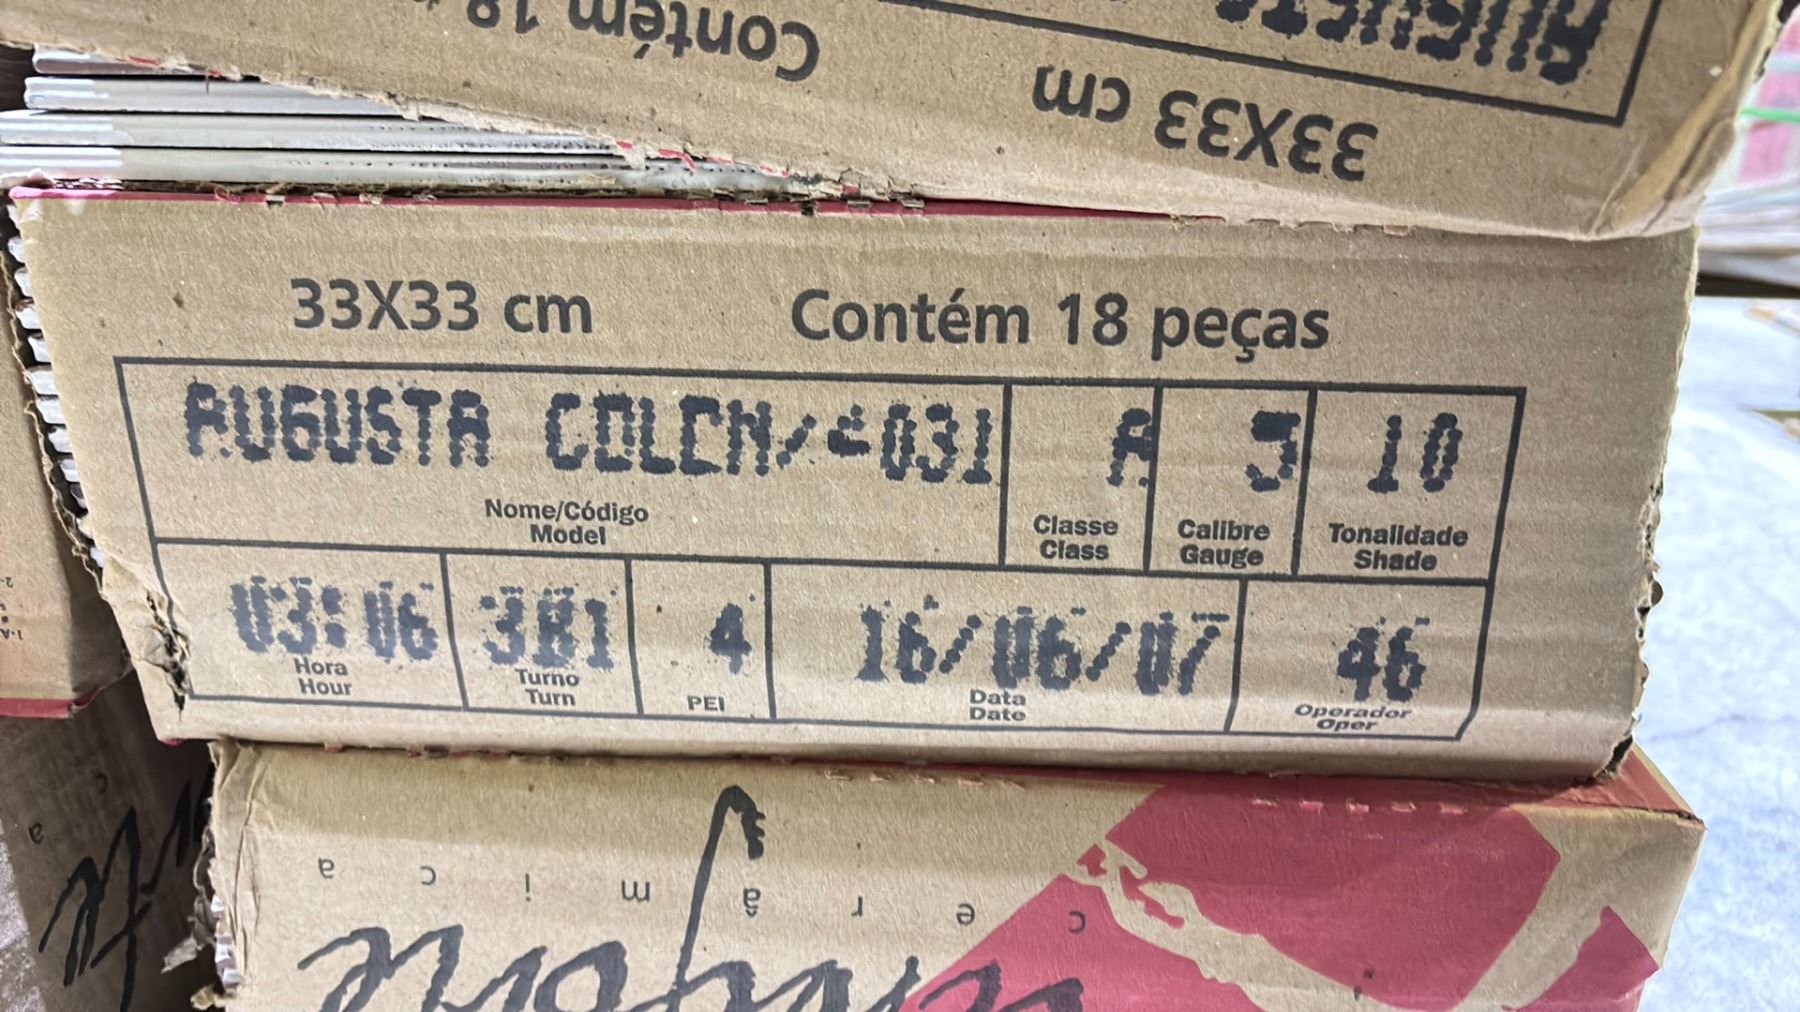 Contém 18
AUGUSTA
33X33 cm
33X33 cm Contém 18 peças
AUGUSTA COLCN/-=031 A 3 10
Nome/Código Classe Calibre Tonalidade
Model Class Gauge Shade
03:06 3B1 4 16/06/07 46
Hora Turno PEI Data Operador
Hour Turn Date Oper
cerâmica